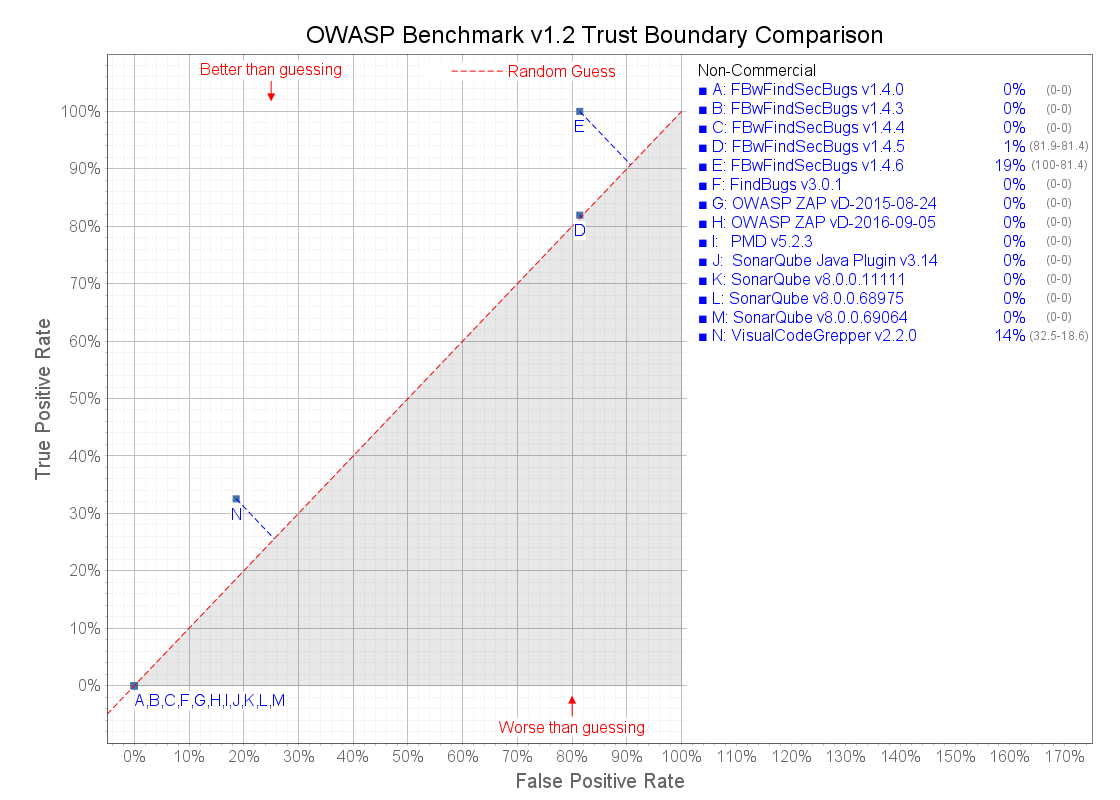 OWASP Benchmark v1.2 Trust Boundary Comparison
Better than guessing
Random Guess
Non-Commercial
A: FBwFindSecBugs v1.4.0 0% (0-0)
B: FBwFindSecBugs v1.4.3 0% (0-0)
C: FBwFindSecBugs v1.4.4 0% (0-0)
D: FBwFindSecBugs v1.4.5 1% (81.9-81.4)
E: FBwFindSecBugs v1.4.6 19% (100-81.4)
F: FindBugs v3.0.1 0% (0-0)
G: OWASP ZAP vD-2015-08-24 0% (0-0)
H: OWASP ZAP vD-2016-09-05 0% (0-0)
I: PMD v5.2.3 0% (0-0)
J: SonarQube Java Plugin v3.14 0% (0-0)
K: SonarQube v8.0.0.11111 0% (0-0)
L: SonarQube v8.0.0.68975 0% (0-0)
M: SonarQube v8.0.0.69064 0% (0-0)
N: VisualCodeGrepper v2.2.0 14% (32.5-18.6)
100%
90%
80%
70%
60%
50%
40%
30%
20%
10%
0%
True Positive Rate
E
D
N
A,B,C,F,G,H,I,J,K,L,M
Worse than guessing
0% 10% 20% 30% 40% 50% 60% 70% 80% 90% 100% 110% 120% 130% 140% 150% 160% 170%
False Positive Rate